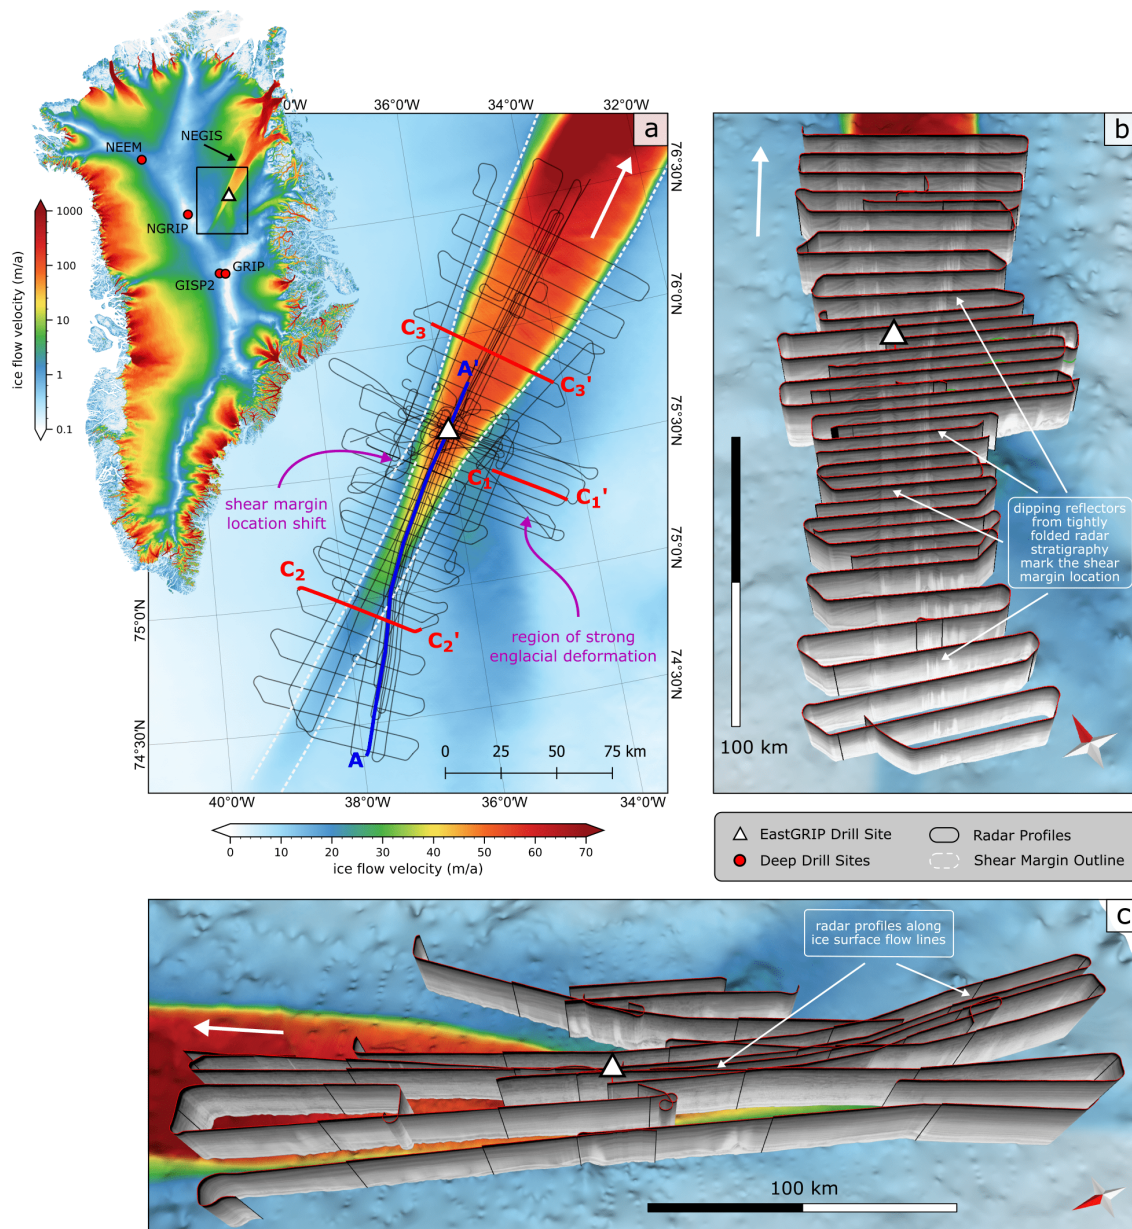 NEEM
NEGIS
NGRIP
GRIP
GISP2
ice flow velocity (m/a)
1000
100
10
1
0.1
0°W
36°0'W
34°0'W
32°0'W
a
76°30'N
76°0'N
75°30'N
75°0'N
74°30'N
75°0'N
74°30'N
C3
C3'
A'
C1
C1'
shear margin
location shift
C2
C2'
region of strong
englacial deformation
A
0 25 50 75 km
40°0'W
38°0'W
36°0'W
34°0'W
0 10 20 30 40 50 60 70
ice flow velocity (m/a)
b
dipping reflectors
from tightly
folded radar
stratigraphy
mark the shear
margin location
100 km
EastGRIP Drill Site
Radar Profiles
Deep Drill Sites
Shear Margin Outline
c
radar profiles along
ice surface flow lines
100 km